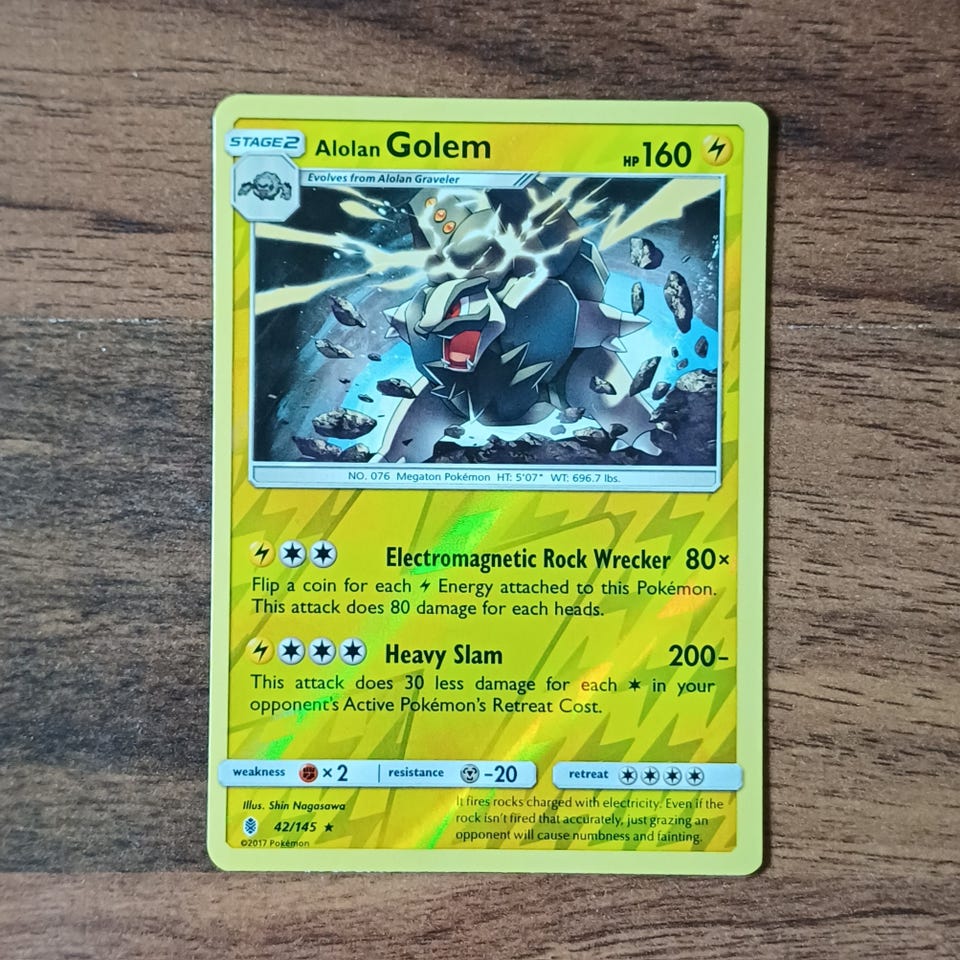 STAGE 2 Alolan Golem HP 160
Evolves from Alolan Graveler
NO. 076 Megaton Pokémon HT: 5'07" WT: 696.7 lbs.
Electromagnetic Rock Wrecker 80×
Flip a coin for each Energy attached to this Pokémon.
This attack does 80 damage for each heads.
Heavy Slam 200-
This attack does 30 less damage for each in your
opponent's Active Pokémon's Retreat Cost.
weakness × 2 resistance -20 retreat
Illus. Shin Nagasawa
42/145
©2017 Pokémon
It fires rocks charged with electricity. Even if the
rock isn't fired that accurately, just grazing an
opponent will cause numbness and fainting.